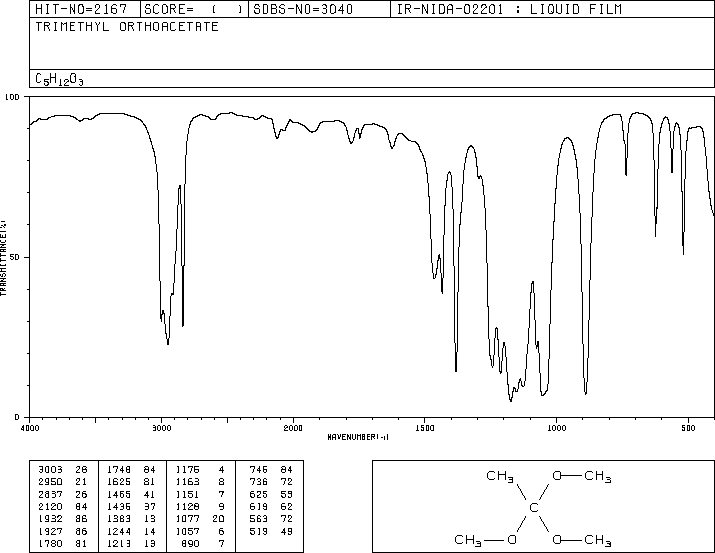 HIT-NO=2167 SCORE= ( ) SDBS-NO=3040 IR-NIDA-02201 : LIQUID FILM
TRIMETHYL ORTHOACETATE
C5H12O3
100
50
0
TRANSMITTANCE(%)
4000 3000 2000 1500 1000 500
WAVENUMBER(-1)
3003 28 1748 84 1175 4 745 84
2950 21 1625 81 1163 8 736 72
2837 26 1465 41 1151 7 625 59
2120 84 1436 37 1128 9 619 62
1932 86 1383 13 1077 20 563 72
1927 86 1244 14 1057 6 519 49
1780 81 1213 13 890 7
CH3 O CH3
C
CH3 O O CH3